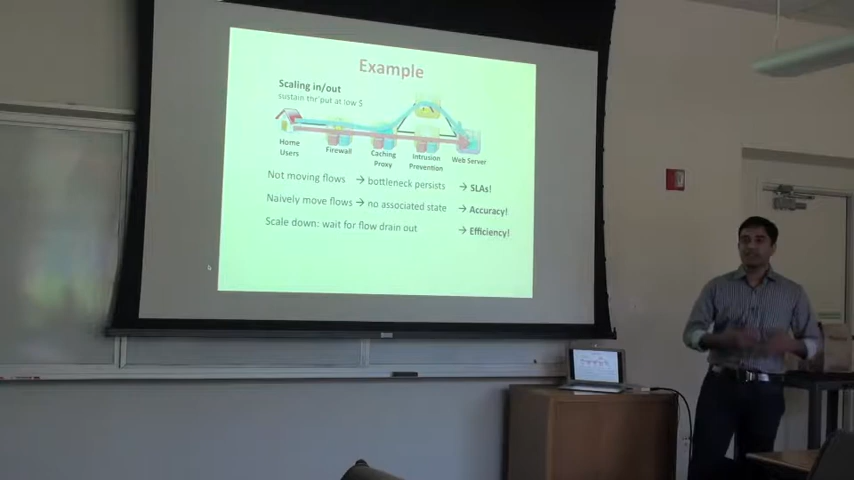 Example
Scaling in/out
sustain thr'put at low $
Home Users
Firewall
Caching Proxy
Intrusion Prevention
Web Server
Not moving flows → bottleneck persists → SLAs!
Naively move flows → no associated state → Accuracy!
Scale down: wait for flow drain out → Efficiency!